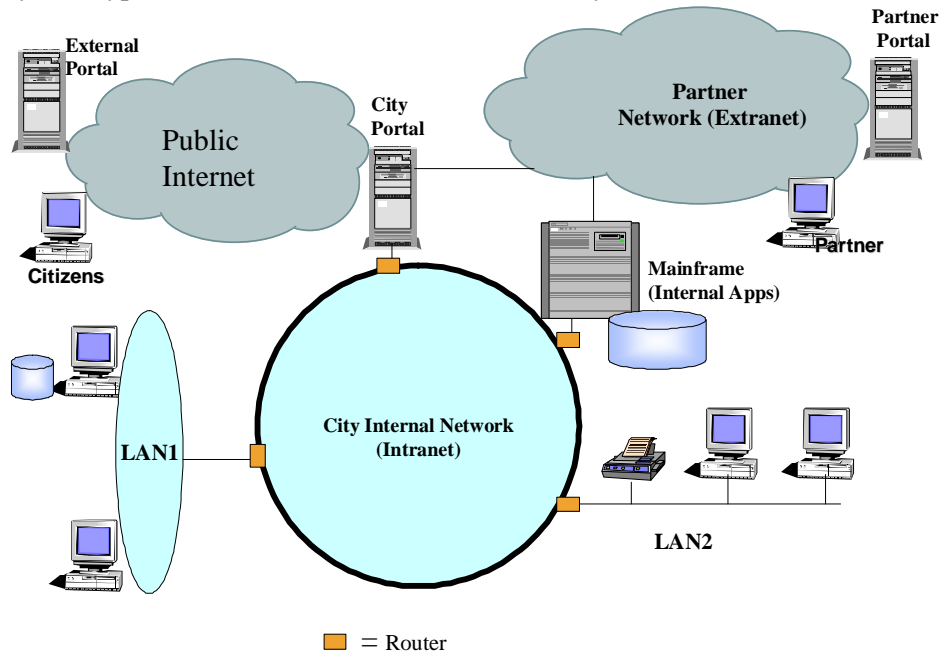 External
Portal
Partner
Portal
City
Portal
Partner
Network (Extranet)
Public
Internet
Citizens
Partner
Mainframe
(Internal Apps)
City Internal Network
(Intranet)
LAN1
LAN2
= Router